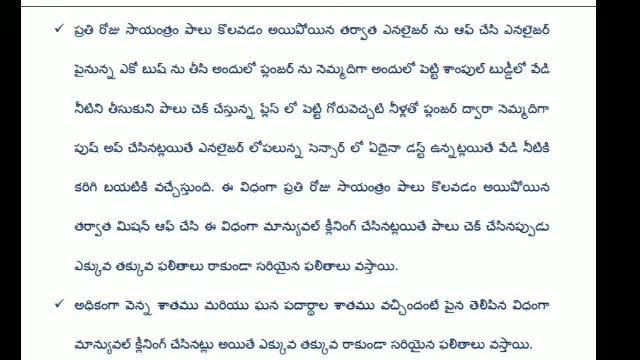 ✓ ప్రతి రోజు సాయంత్రం పాలు కొలవడం అయిపోయిన తర్వాత ఎనలైజర్ ను ఆఫ్ చేసి ఎనలైజర్
పైనున్న ఎకో బుష్ ను తీసి అందులో ప్లంజర్ ను నెమ్మదిగా అందులో పెట్టి శాంపుల్ బుడ్డీలో వేడి
నీటిని తీసుకుని పాలు చెక్ చేస్తున్న ప్లేస్ లో పెట్టి గోరువెచ్చటి నీళ్లతో ప్లంజర్ ద్వారా నెమ్మదిగా
పుష్ అప్ చేసినట్లయితే ఎనలైజర్ లోపలున్న సెన్సార్ లో ఏదైనా డస్ట్ ఉన్నట్లయితే వేడి నీటికి
కరిగి బయటికి వచ్చేస్తుంది. ఈ విధంగా ప్రతి రోజు సాయంత్రం పాలు కొలవడం అయిపోయిన
తర్వాత మిషన్ ఆఫ్ చేసి ఈ విధంగా మాన్యువల్ క్లీనింగ్ చేసినట్లయితే పాలు చెక్ చేసినప్పుడు
ఎక్కువ తక్కువ ఫలితాలు రాకుండా సరియైన ఫలితాలు వస్తాయి.
✓ అధికంగా వెన్న శాతము మరియు ఘన పదార్థాల శాతము వచ్చిందంటే పైన తెలిపిన విధంగా
మాన్యువల్ క్లీనింగ్ చేసినట్లు అయితే ఎక్కువ తక్కువ రాకుండా సరియైన ఫలితాలు వస్తాయి.